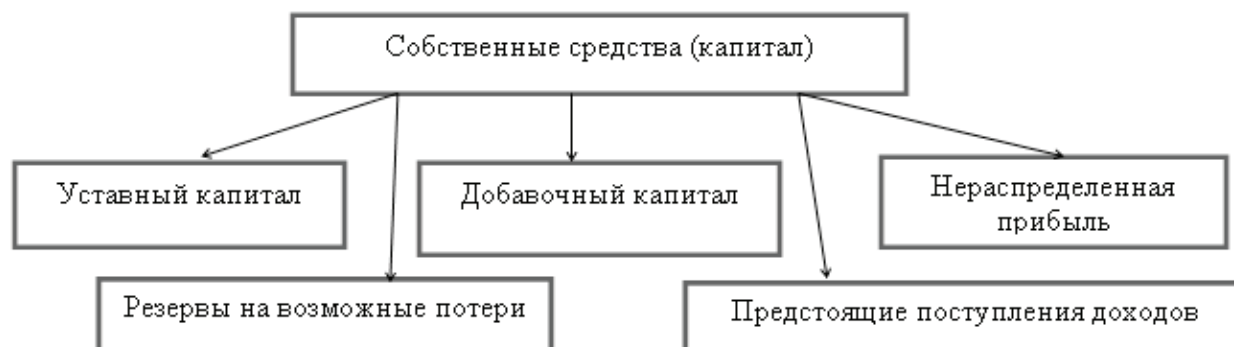 Собственные средства (капитал)
Уставный капитал
Добавочный капитал
Нераспределенная
прибыль
Резервы на возможные потери
Предстоящие поступления доходов